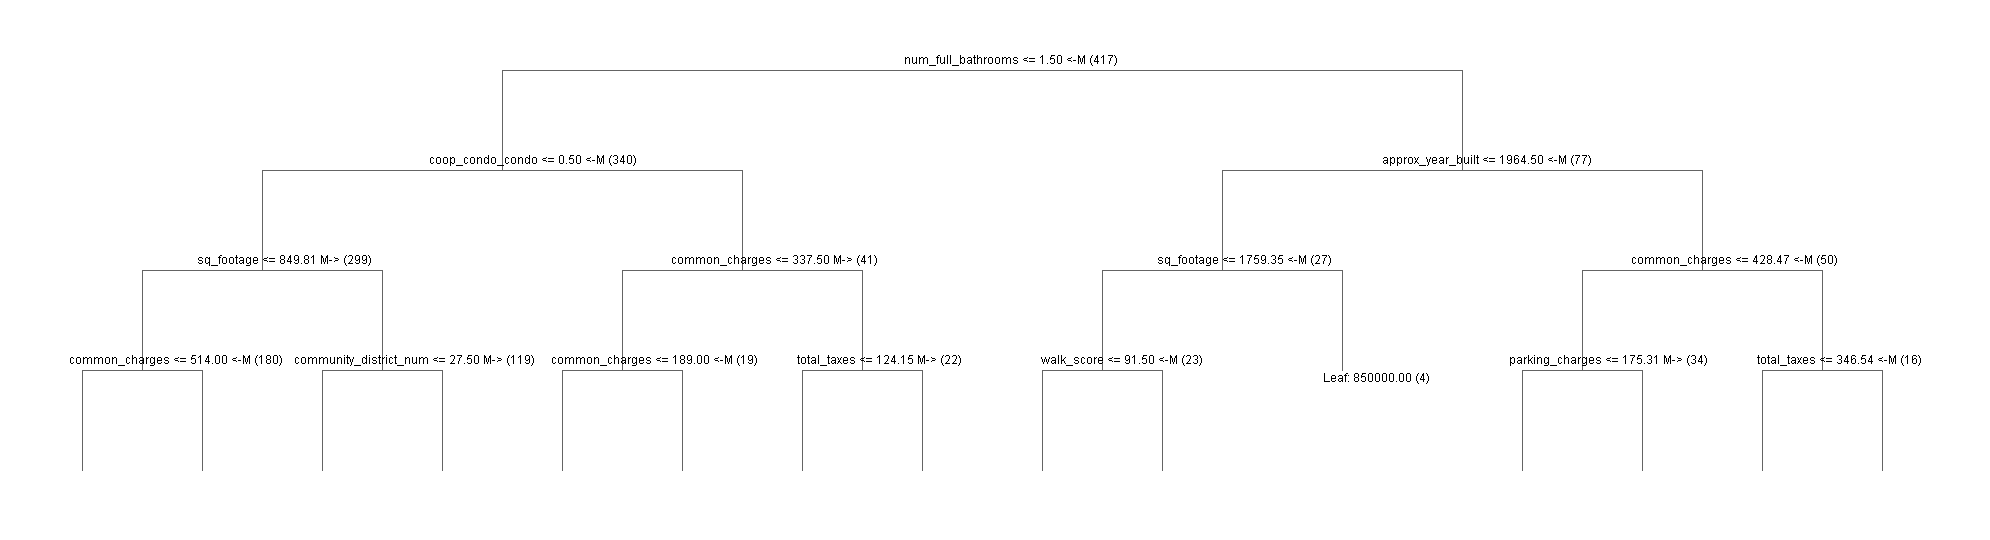 num_full_bathrooms <= 1.50 <-M (417)
coop_condo_condo <= 0.50 <-M (340)
approx_year_built <= 1964.50 <-M (77)
sq_footage <= 849.81 M-> (299)
common_charges <= 337.50 M-> (41)
sq_footage <= 1759.35 <-M (27)
common_charges <= 428.47 <-M (50)
common_charges <= 514.00 <-M (180)
community_district_num <= 27.50 M-> (119)
common_charges <= 189.00 <-M (19)
total_taxes <= 124.15 M-> (22)
walk_score <= 91.50 <-M (23)
Leaf: 850000.00 (4)
parking_charges <= 175.31 M-> (34)
total_taxes <= 346.54 <-M (16)